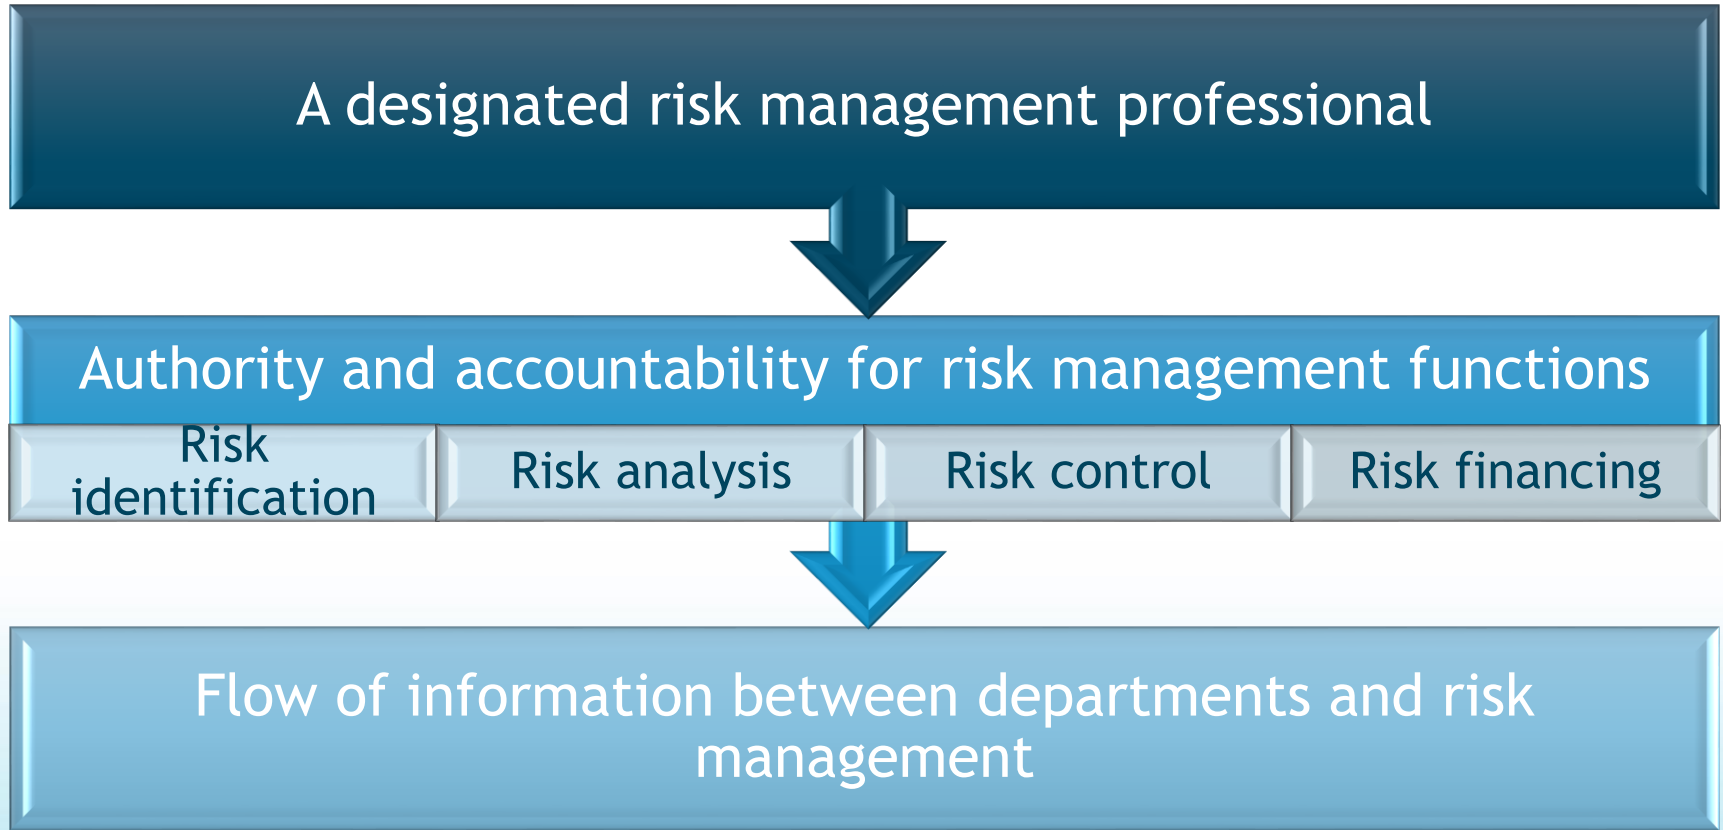 A designated risk management professional
Authority and accountability for risk management functions
Risk
identification
Risk analysis
Risk control
Risk financing
Flow of information between departments and risk
management